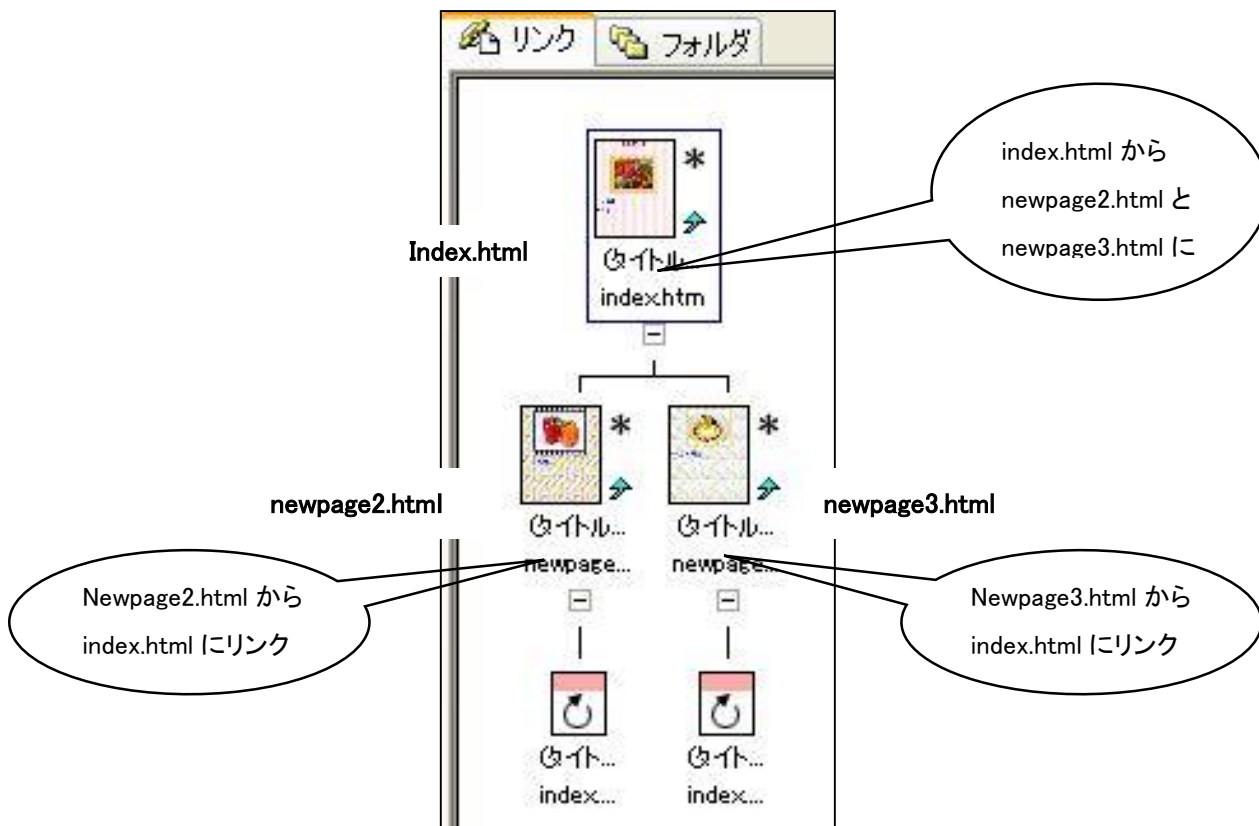 リンク フォルダ
index.html から
newpage2.html と
newpage3.html に
Index.html
(タイトル...
index.htm
newpage2.html
newpage3.html
(タイトル... (タイトル...
newpage... newpage...
Newpage2.html から
index.html にリンク
Newpage3.html から
index.html にリンク
(タイト... (タイト...
index.... index....